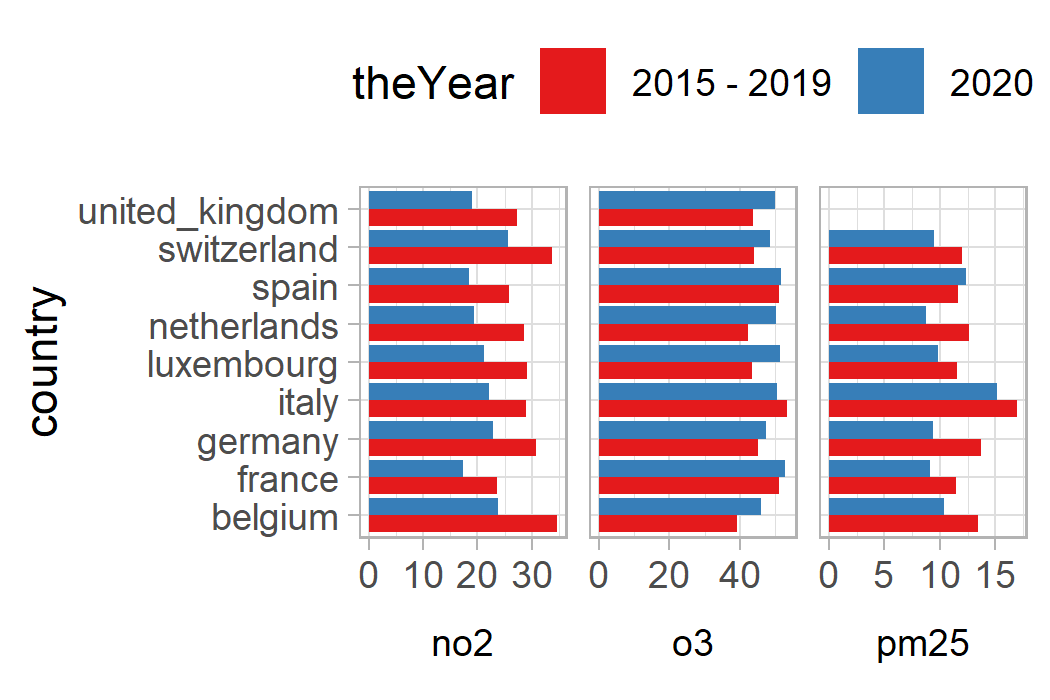 theYear 2015 - 2019 2020
country
united_kingdom
switzerland
spain
netherlands
luxembourg
italy
germany
france
belgium
0 10 20 30 0 20 40 0 5 10 15
no2 o3 pm25